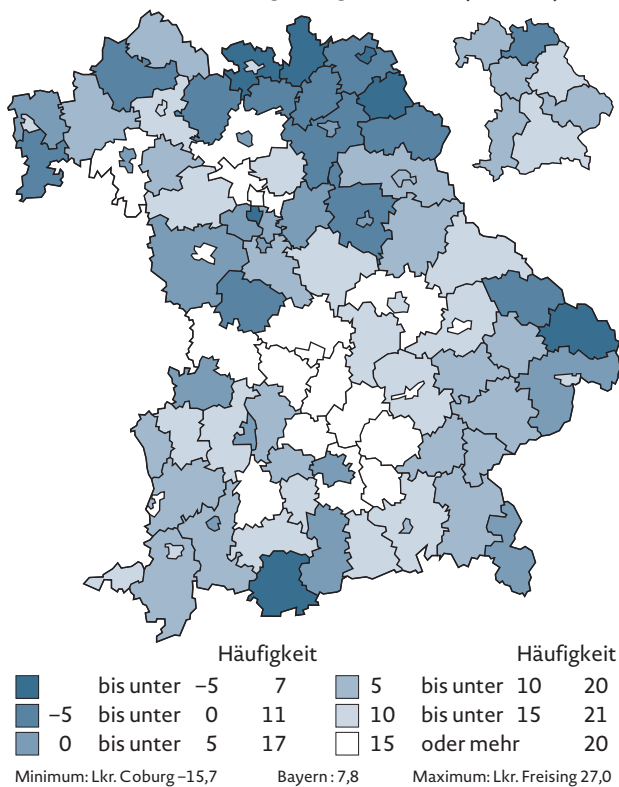 Häufigkeit Häufigkeit
bis unter −5 7 5 bis unter 10 20
−5 bis unter 0 11 10 bis unter 15 21
0 bis unter 5 17 15 oder mehr 20
Minimum: Lkr. Coburg −15,7 Bayern : 7,8 Maximum: Lkr. Freising 27,0